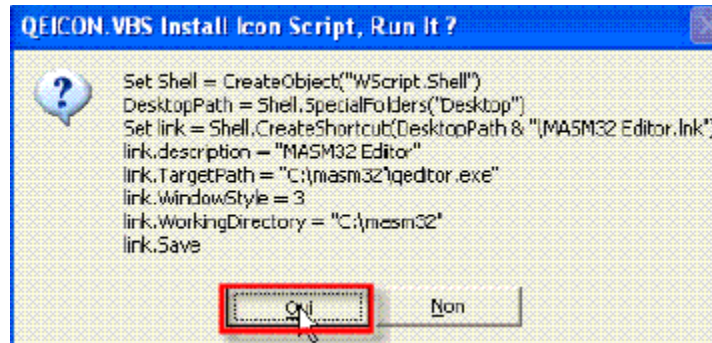 QEICON.VBS Install Icon Script, Run It ?
Set Shell = CreateObject("WScript.Shell")
DesktopPath = Shell.SpecialFolders("Desktop")
Set link = Shell.CreateShortcut(DesktopPath & "\MASM32 Editor.lnk")
link.description = "MASM32 Editor"
link.TargetPath = "C:\masm32\qeditor.exe"
link.WindowStyle = 3
link.WorkingDirectory = "C:\masm32"
link.Save
Oui Non